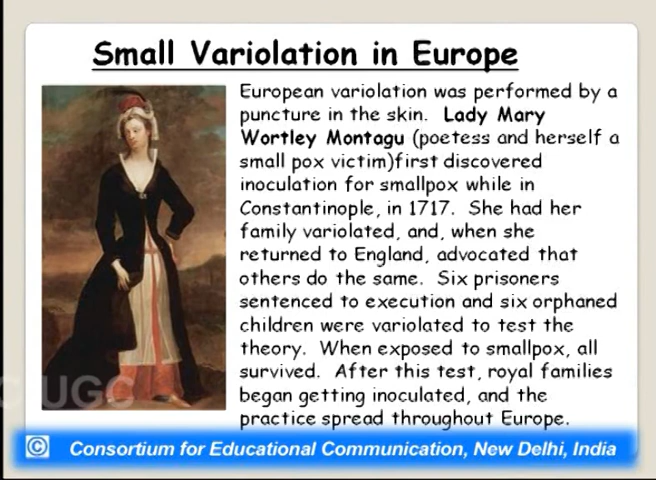 Small Variolation in Europe
European variolation was performed by a
puncture in the skin. Lady Mary
Wortley Montagu (poetess and herself a
small pox victim)first discovered
inoculation for smallpox while in
Constantinople, in 1717. She had her
family variolated, and, when she
returned to England, advocated that
others do the same. Six prisoners
sentenced to execution and six orphaned
children were variolated to test the
theory. When exposed to smallpox, all
survived. After this test, royal families
began getting inoculated, and the
practice spread throughout Europe.
UGC
© Consortium for Educational Communication, New Delhi, India